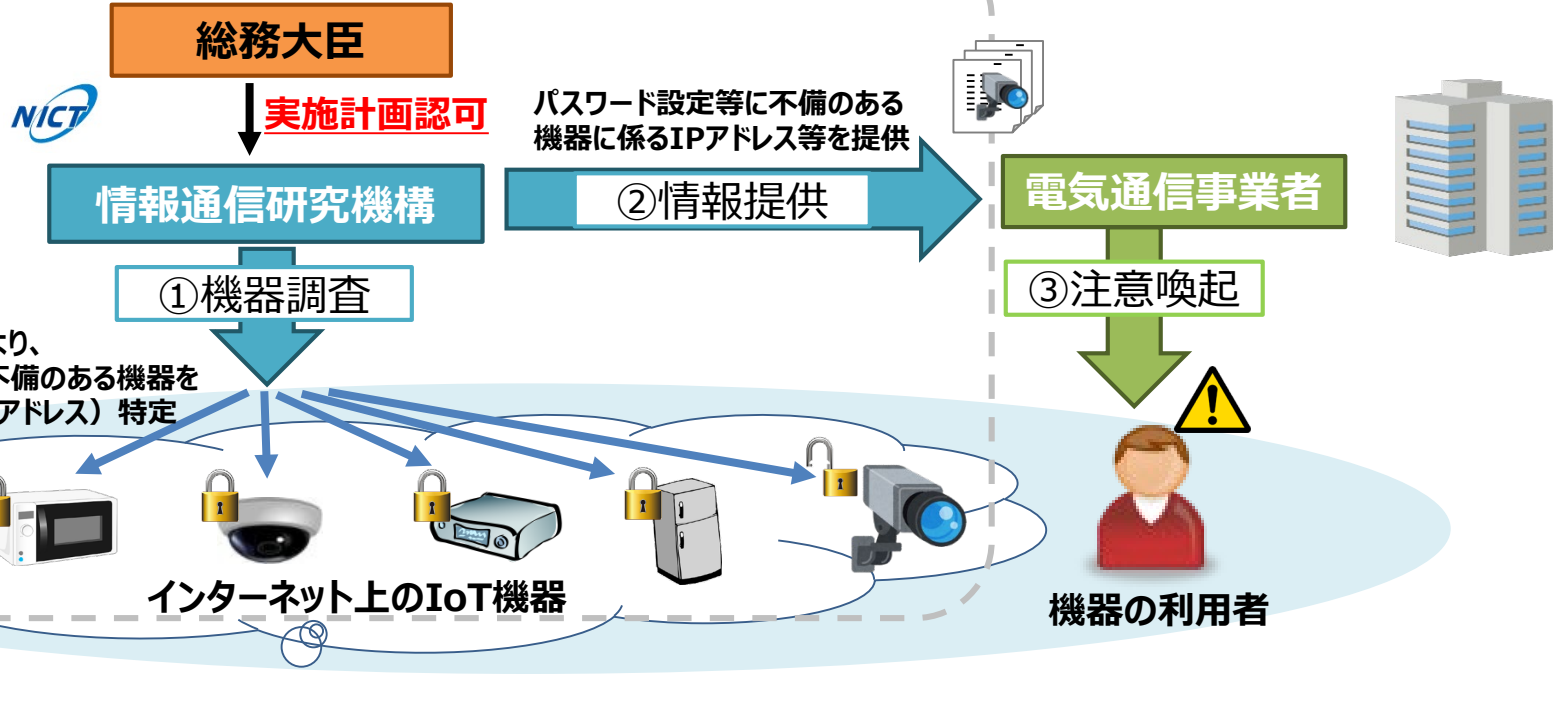 総務大臣
NICT
実施計画認可
パスワード設定等に不備のある
機器に係るIPアドレス等を提供
情報通信研究機構
②情報提供
電気通信事業者
①機器調査
③注意喚起
より、
不備のある機器を
アドレス）特定
インターネット上のIoT機器
機器の利用者